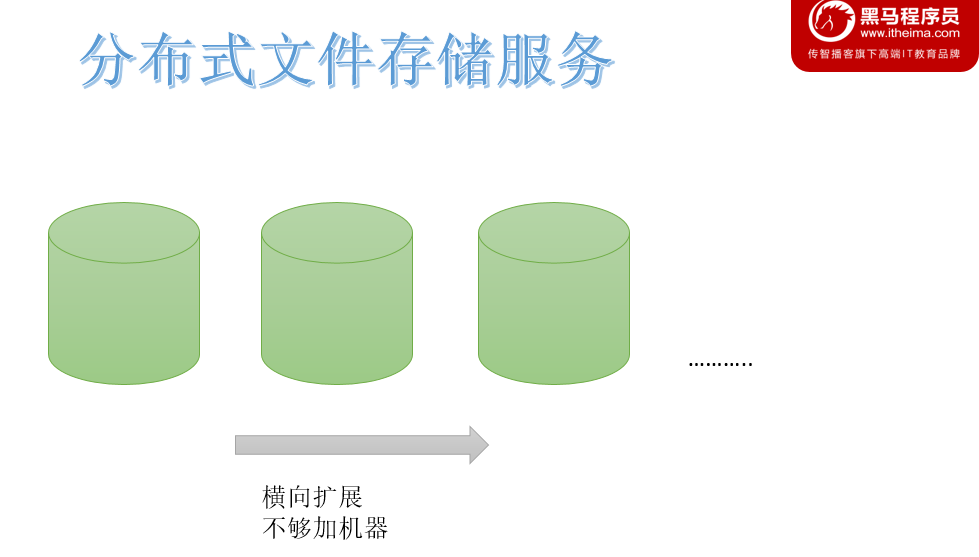 分布式文件存储服务
黑马程序员
www.itheima.com
传智播客旗下高端IT教育品牌
………..
横向扩展
不够加机器